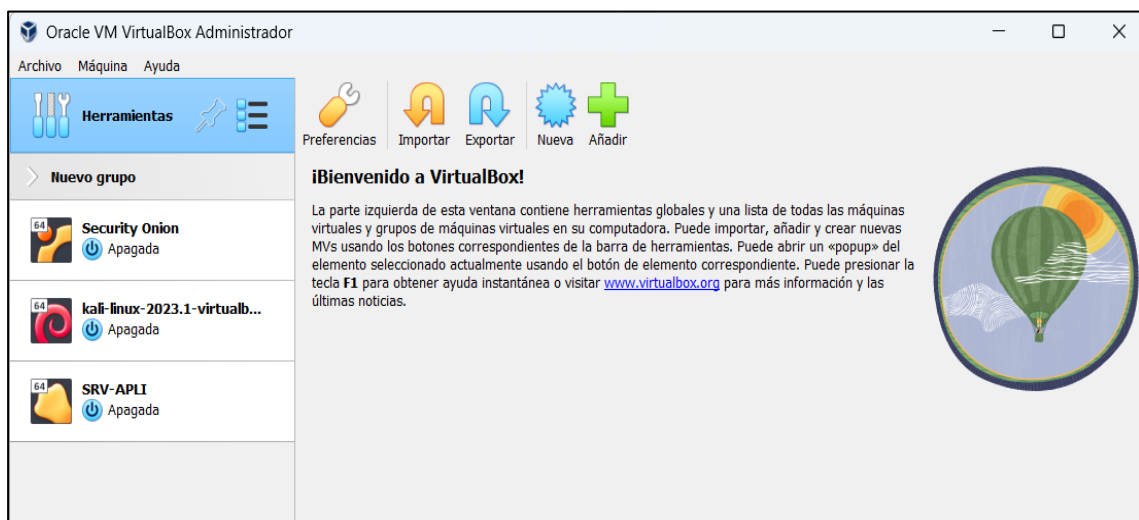 Oracle VM VirtualBox Administrador
Archivo Máquina Ayuda
Herramientas
Preferencias Importar Exportar Nueva Añadir
Nuevo grupo
64 Security Onion
Apagada
64 kali-linux-2023.1-virtualb...
Apagada
64 SRV-APLI
Apagada
¡Bienvenido a VirtualBox!
La parte izquierda de esta ventana contiene herramientas globales y una lista de todas las máquinas
virtuales y grupos de máquinas virtuales en su computadora. Puede importar, añadir y crear nuevas
MVs usando los botones correspondientes de la barra de herramientas. Puede abrir un «popup» del
elemento seleccionado actualmente usando el botón de elemento correspondiente. Puede presionar la
tecla F1 para obtener ayuda instantánea o visitar www.virtualbox.org para más información y las
últimas noticias.